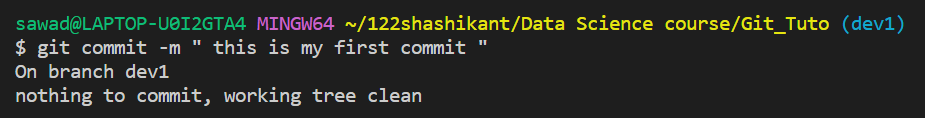 sawad@LAPTOP-U0I2GTA4 MINGW64 ~/122shashikant/Data Science course/Git_Tuto (dev1)
$ git commit -m " this is my first commit "
On branch dev1
nothing to commit, working tree clean